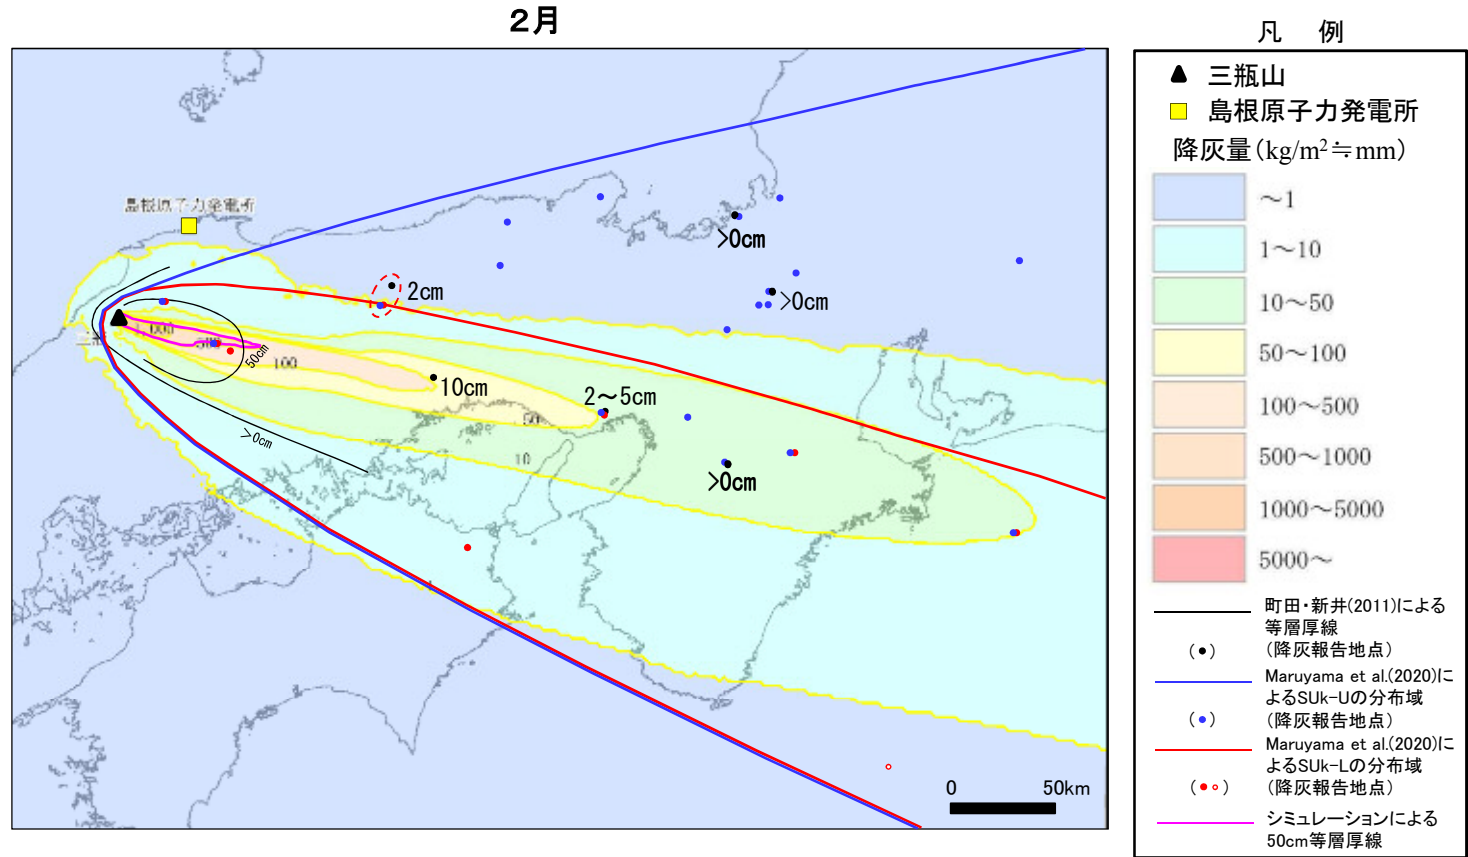 2月
島根原子力発電所
>0cm
2cm
>0cm
1,000
50cm
100
10cm
2～5cm
50
10
>0cm
>0cm
0 50km
凡 例
三瓶山
島根原子力発電所
降灰量(kg/m²≒mm)
～1
1～10
10～50
50～100
100～500
500～1000
1000～5000
5000～
町田・新井(2011)による
等層厚線
(●) (降灰報告地点)
Maruyama et al.(2020)に
よるSUk-Uの分布域
(●) (降灰報告地点)
Maruyama et al.(2020)に
よるSUk-Lの分布域
(●○) (降灰報告地点)
シミュレーションによる
50cm等層厚線